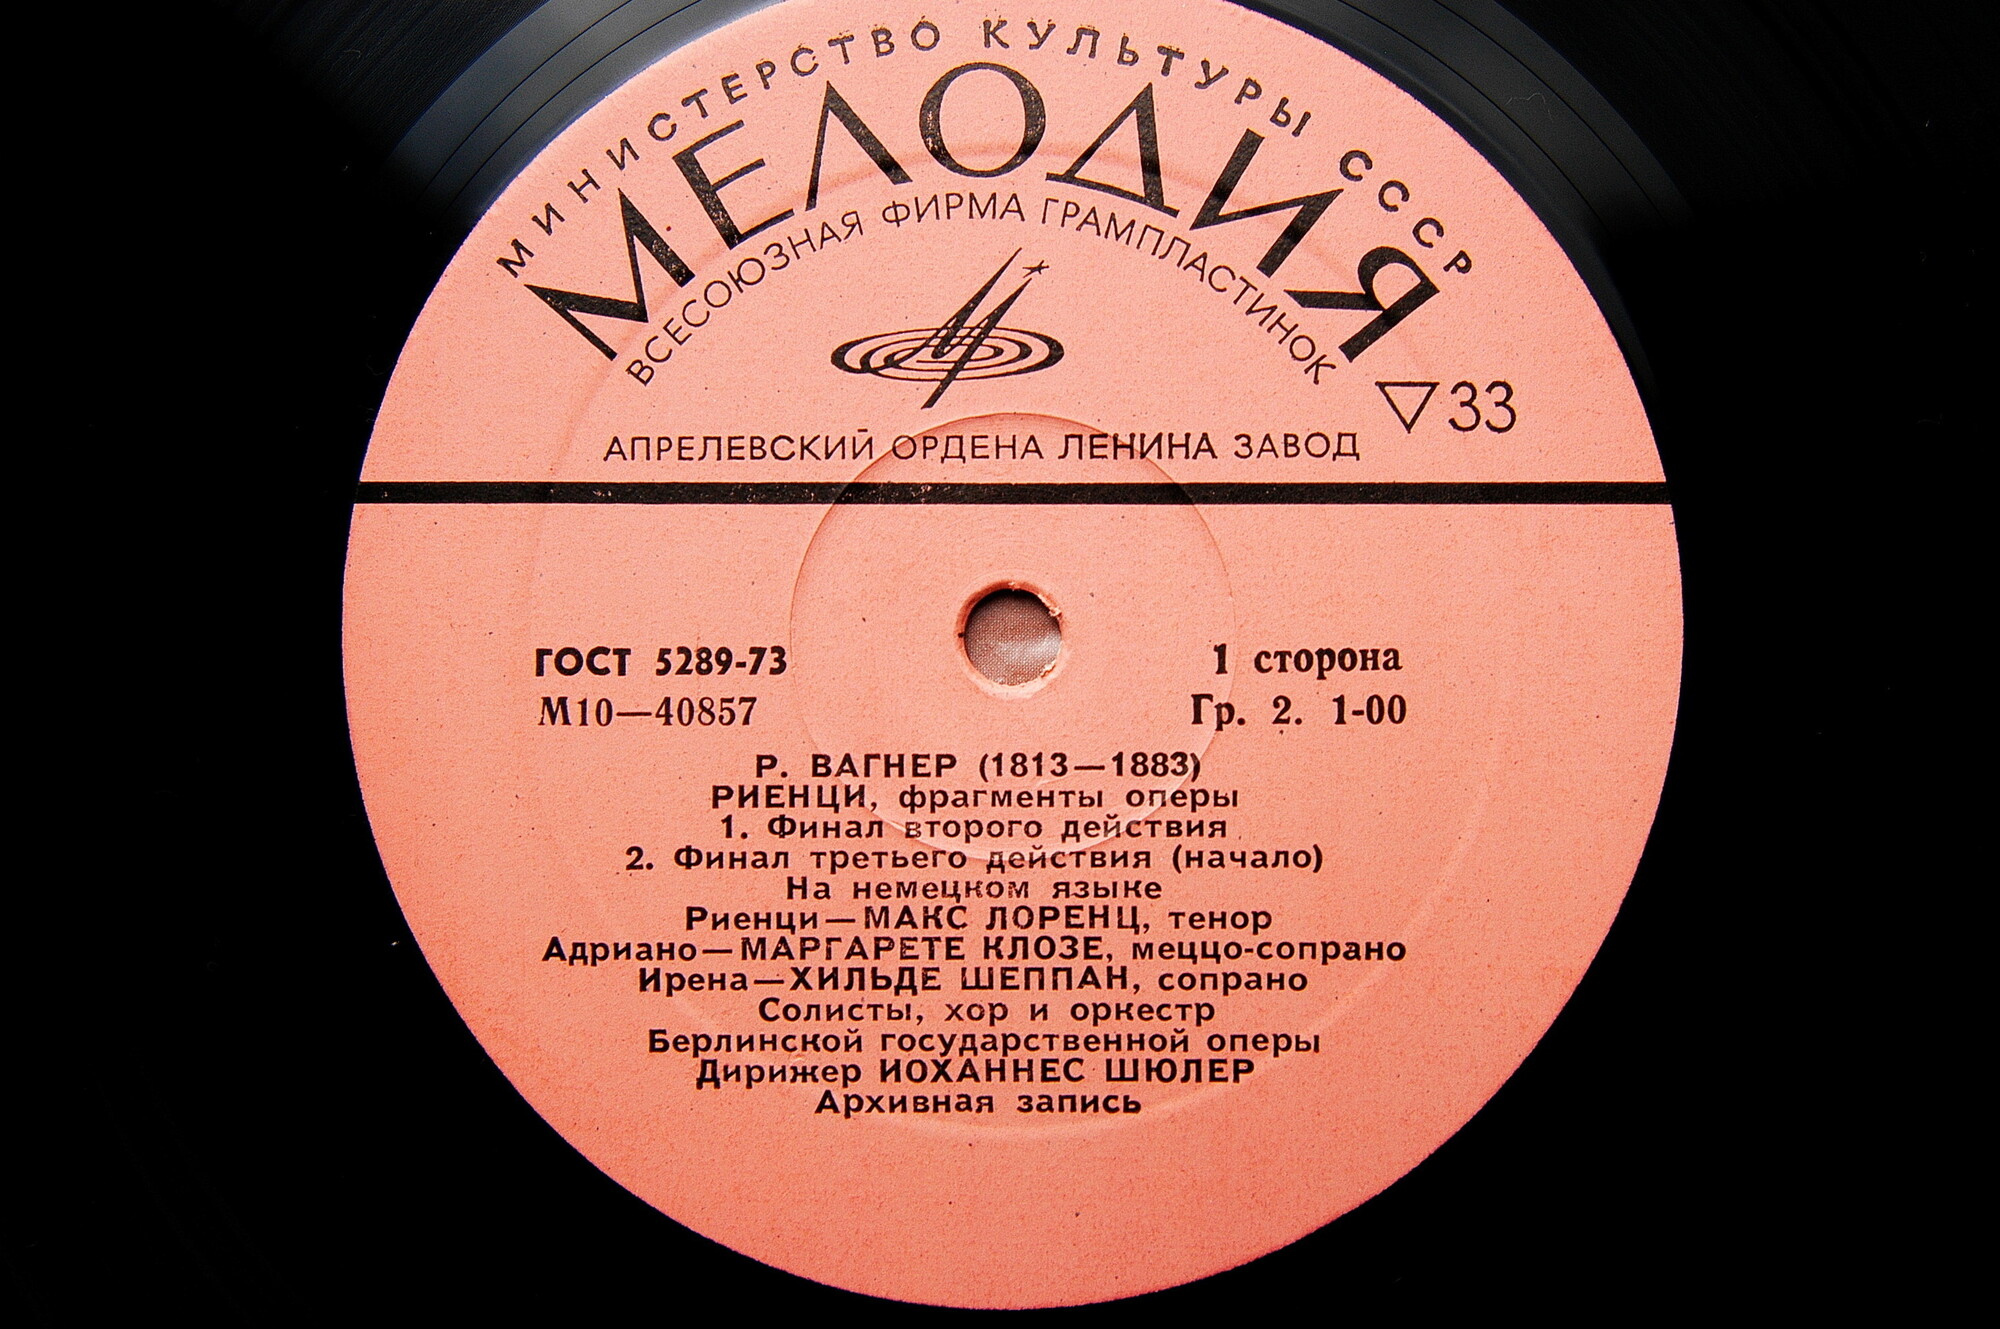 МИНИСТЕРСТВО КУЛЬТУРЫ СССР
МЕЛОДИЯ
ВСЕСОЮЗНАЯ ФИРМА ГРАМПЛАСТИНОК
▽33
АПРЕЛЕВСКИЙ ОРДЕНА ЛЕНИНА ЗАВОД
ГОСТ 5289-73
1 сторона
М10—40857
Гр. 2. 1-00
Р. ВАГНЕР (1813—1883)
РИЕНЦИ, фрагменты оперы
1. Финал второго действия
2. Финал третьего действия (начало)
На немецком языке
Риенци—МАКС ЛОРЕНЦ, тенор
Адриано—МАРГАРЕТЕ КЛОЗЕ, меццо-сопрано
Ирена—ХИЛЬДЕ ШЕППАН, сопрано
Солисты, хор и оркестр
Берлинской государственной оперы
Дирижер ИОХАННЕС ШЮЛЕР
Архивная запись